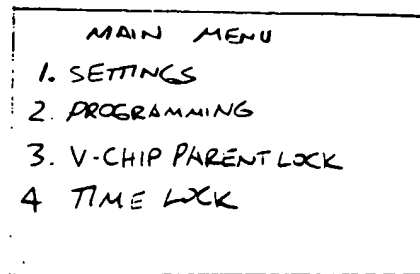 MAIN MENU
1. SETTINGS
2. PROGRAMMING
3. V-CHIP PARENT LOCK
4 TIME LOCK